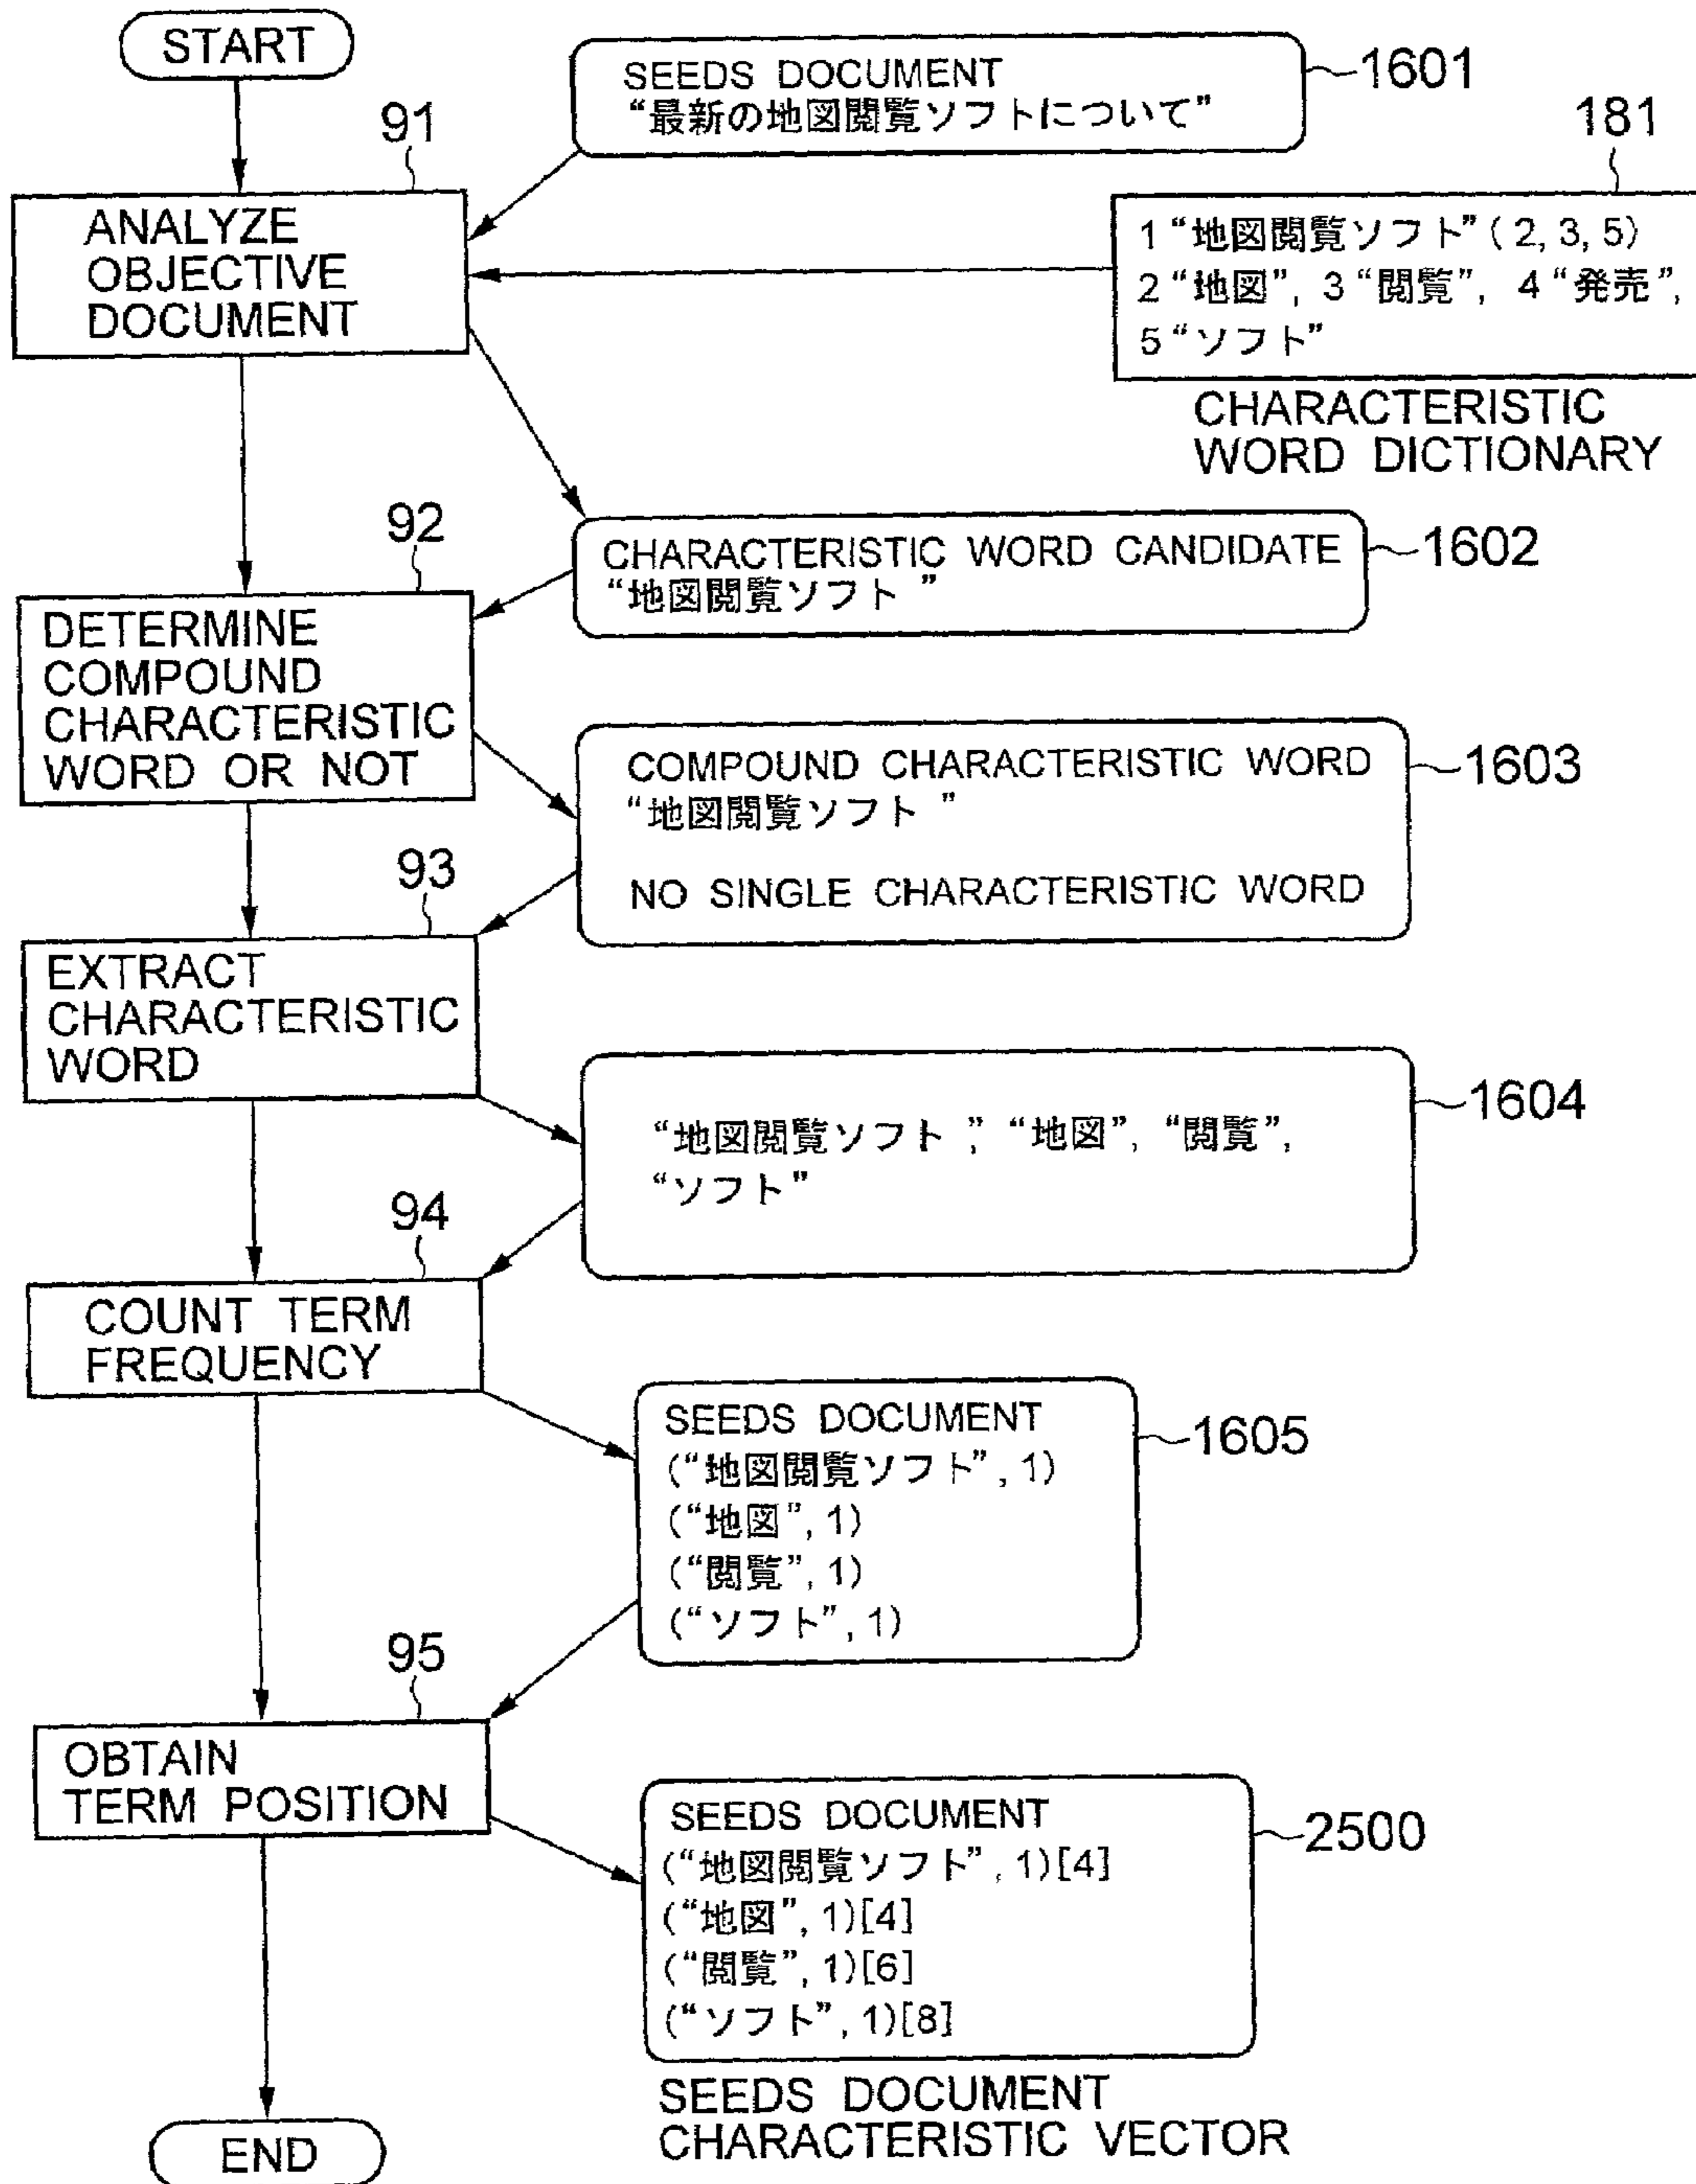 START
SEEDS DOCUMENT
“最新の地図閲覧ソフトについて”
1601
91
181
ANALYZE
OBJECTIVE
DOCUMENT
1 “地図閲覧ソフト” ( 2, 3, 5)
2 “地図”, 3 “閲覧”, 4 “発売”,
5 “ソフト”
CHARACTERISTIC
WORD DICTIONARY
92
CHARACTERISTIC WORD CANDIDATE
“地図閲覧ソフト ”
1602
DETERMINE
COMPOUND
CHARACTERISTIC
WORD OR NOT
COMPOUND CHARACTERISTIC WORD
“地図閲覧ソフト ”
NO SINGLE CHARACTERISTIC WORD
1603
93
EXTRACT
CHARACTERISTIC
WORD
“地図閲覧ソフト ,” “地図”, “閲覧”,
“ソフト”
1604
94
COUNT TERM
FREQUENCY
SEEDS DOCUMENT
(“地図閲覧ソフト”, 1)
(“地図”, 1)
(“閲覧”, 1)
(“ソフト”, 1)
1605
95
OBTAIN
TERM POSITION
SEEDS DOCUMENT
(“地図閲覧ソフト”, 1)[4]
(“地図”, 1)[4]
(“閲覧”, 1)[6]
(“ソフト”, 1)[8]
2500
SEEDS DOCUMENT
CHARACTERISTIC VECTOR
END